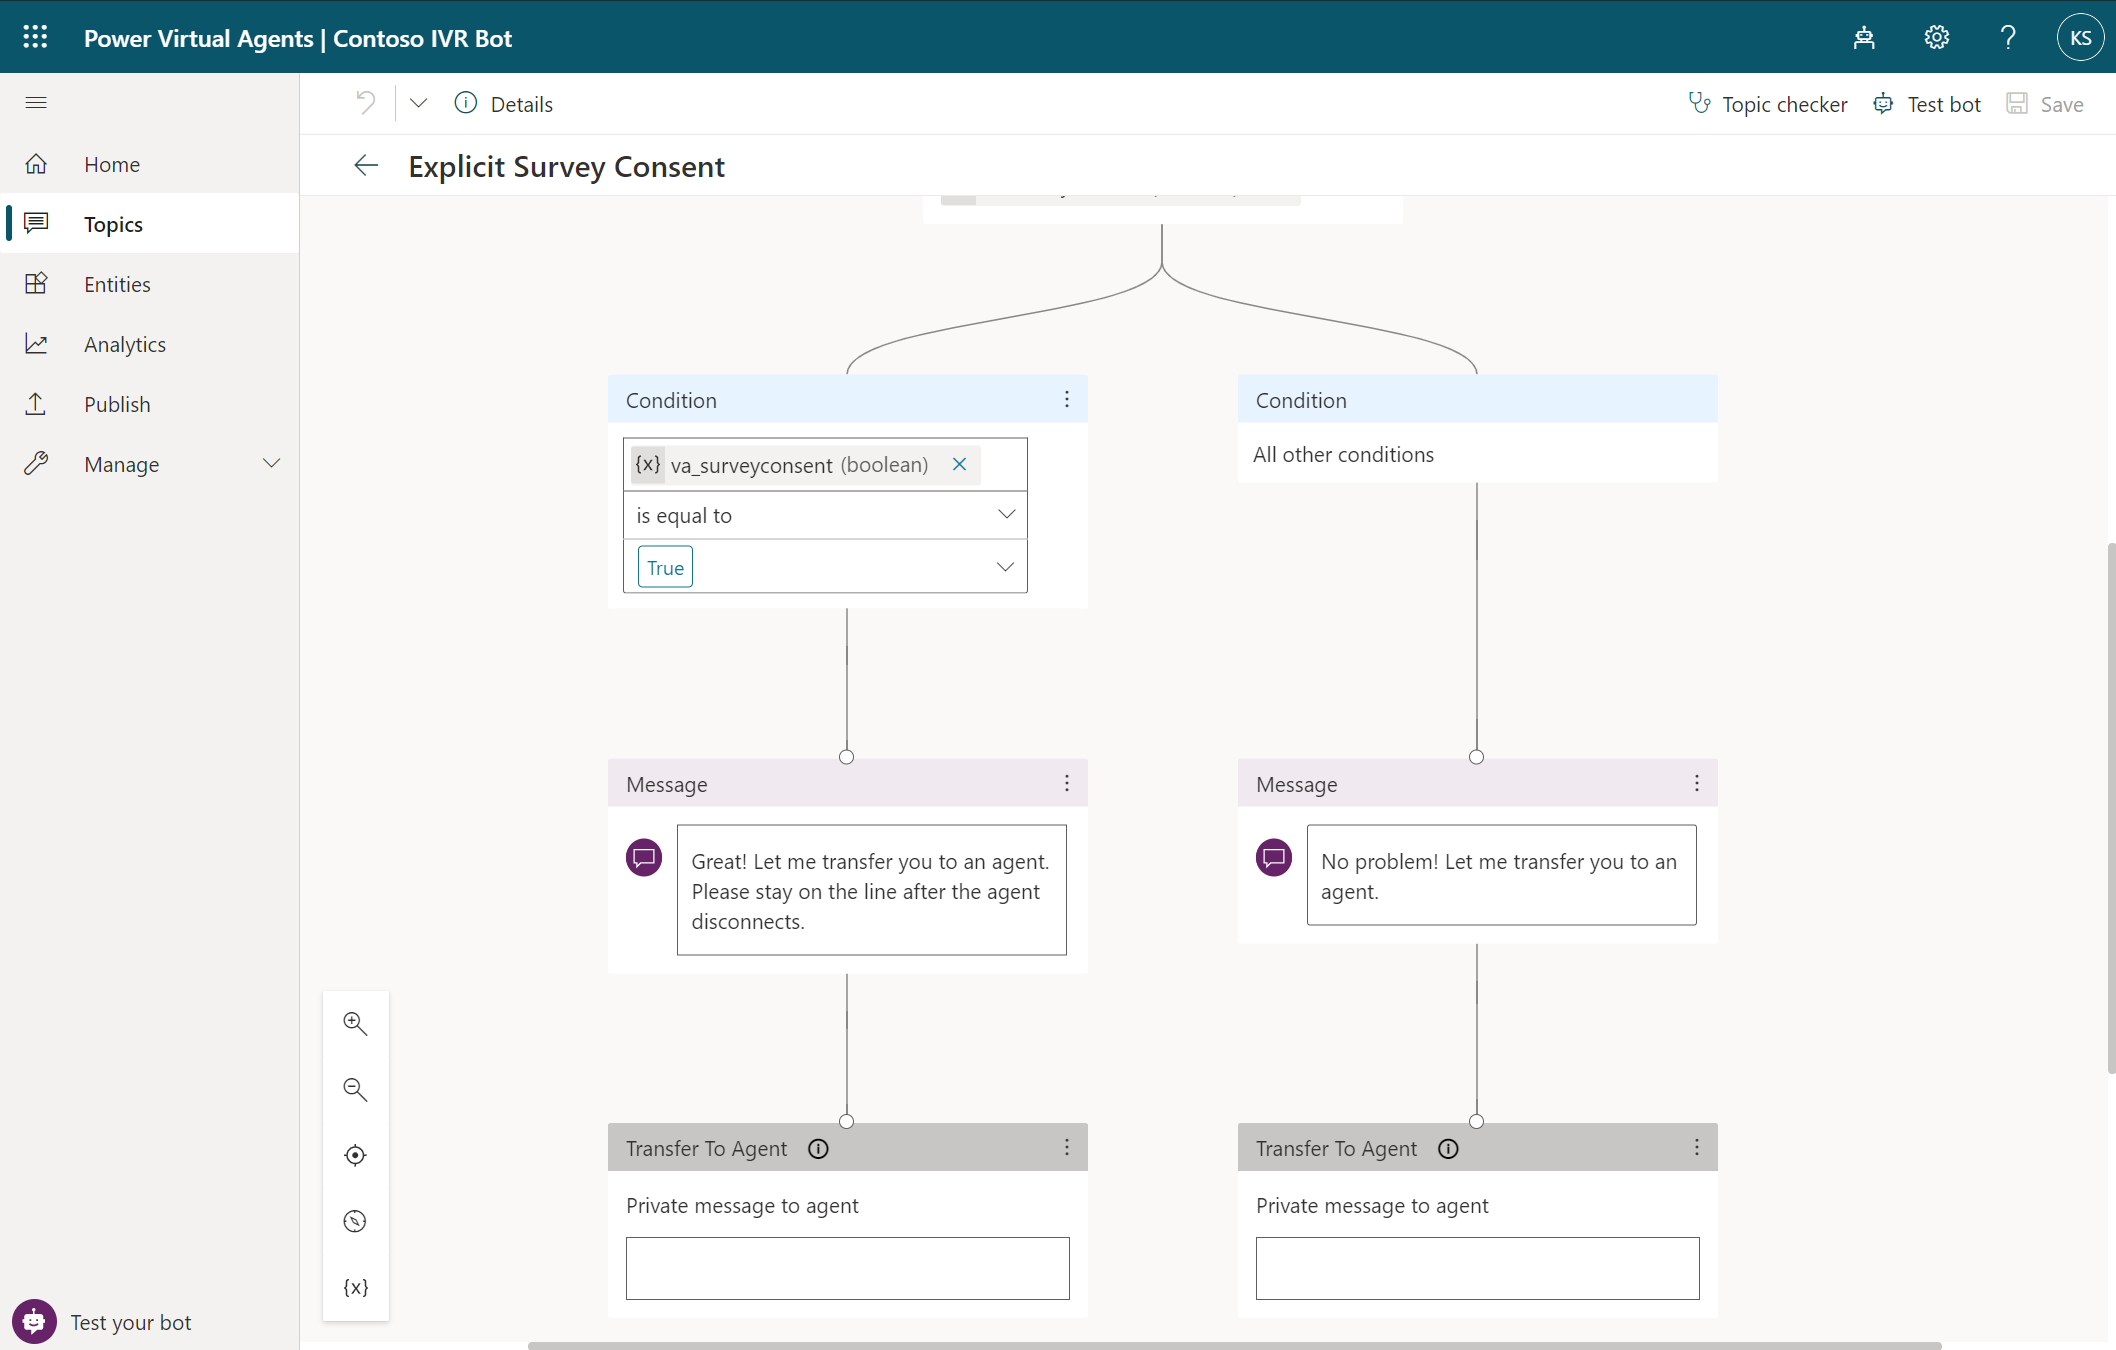 Power Virtual Agents | Contoso IVR Bot
KS
Details
Topic checker
Test bot
Save
Home
Topics
Entities
Analytics
Publish
Manage
Explicit Survey Consent
Condition
{x} va_surveyconsent (boolean)
is equal to
True
Condition
All other conditions
Message
Great! Let me transfer you to an agent.
Please stay on the line after the agent
disconnects.
Message
No problem! Let me transfer you to an
agent.
Transfer To Agent
Private message to agent
Transfer To Agent
Private message to agent
{x}
Test your bot